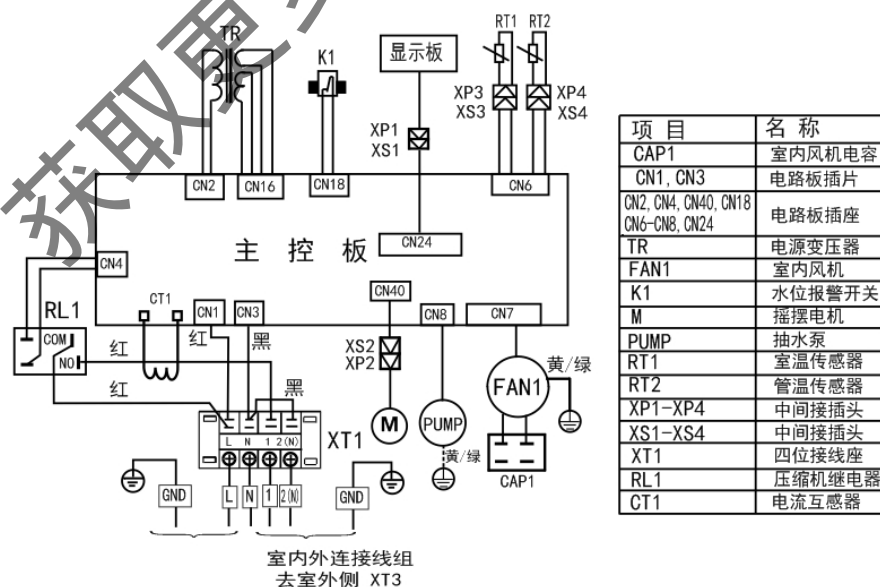 获取更
TR
K1
显示板
RT1 RT2
XP3
XS3
XP4
XS4
XP1
XS1
CN2
CN16
CN18
CN6
主控板
CN24
CN4
CN40
CT1
CN1
CN3
CN8
CN7
RL1
COM
NO
红
黑
红
红
黑
XS2
XP2
M
PUMP
FAN1
黄/绿
黄/绿
CAP1
L N 1 2(N)
XT1
GND
L
N
1
2(N)
GND
室内外连接线组
去室外侧 XT3
项目 名称
CAP1 室内风机电容
CN1, CN3 电路板插片
CN2, CN4, CN40, CN18
CN6-CN8, CN24 电路板插座
TR 电源变压器
FAN1 室内风机
K1 水位报警开关
M 摇摆电机
PUMP 抽水泵
RT1 室温传感器
RT2 管温传感器
XP1-XP4 中间接插头
XS1-XS4 中间接插头
XT1 四位接线座
RL1 压缩机继电器
CT1 电流互感器